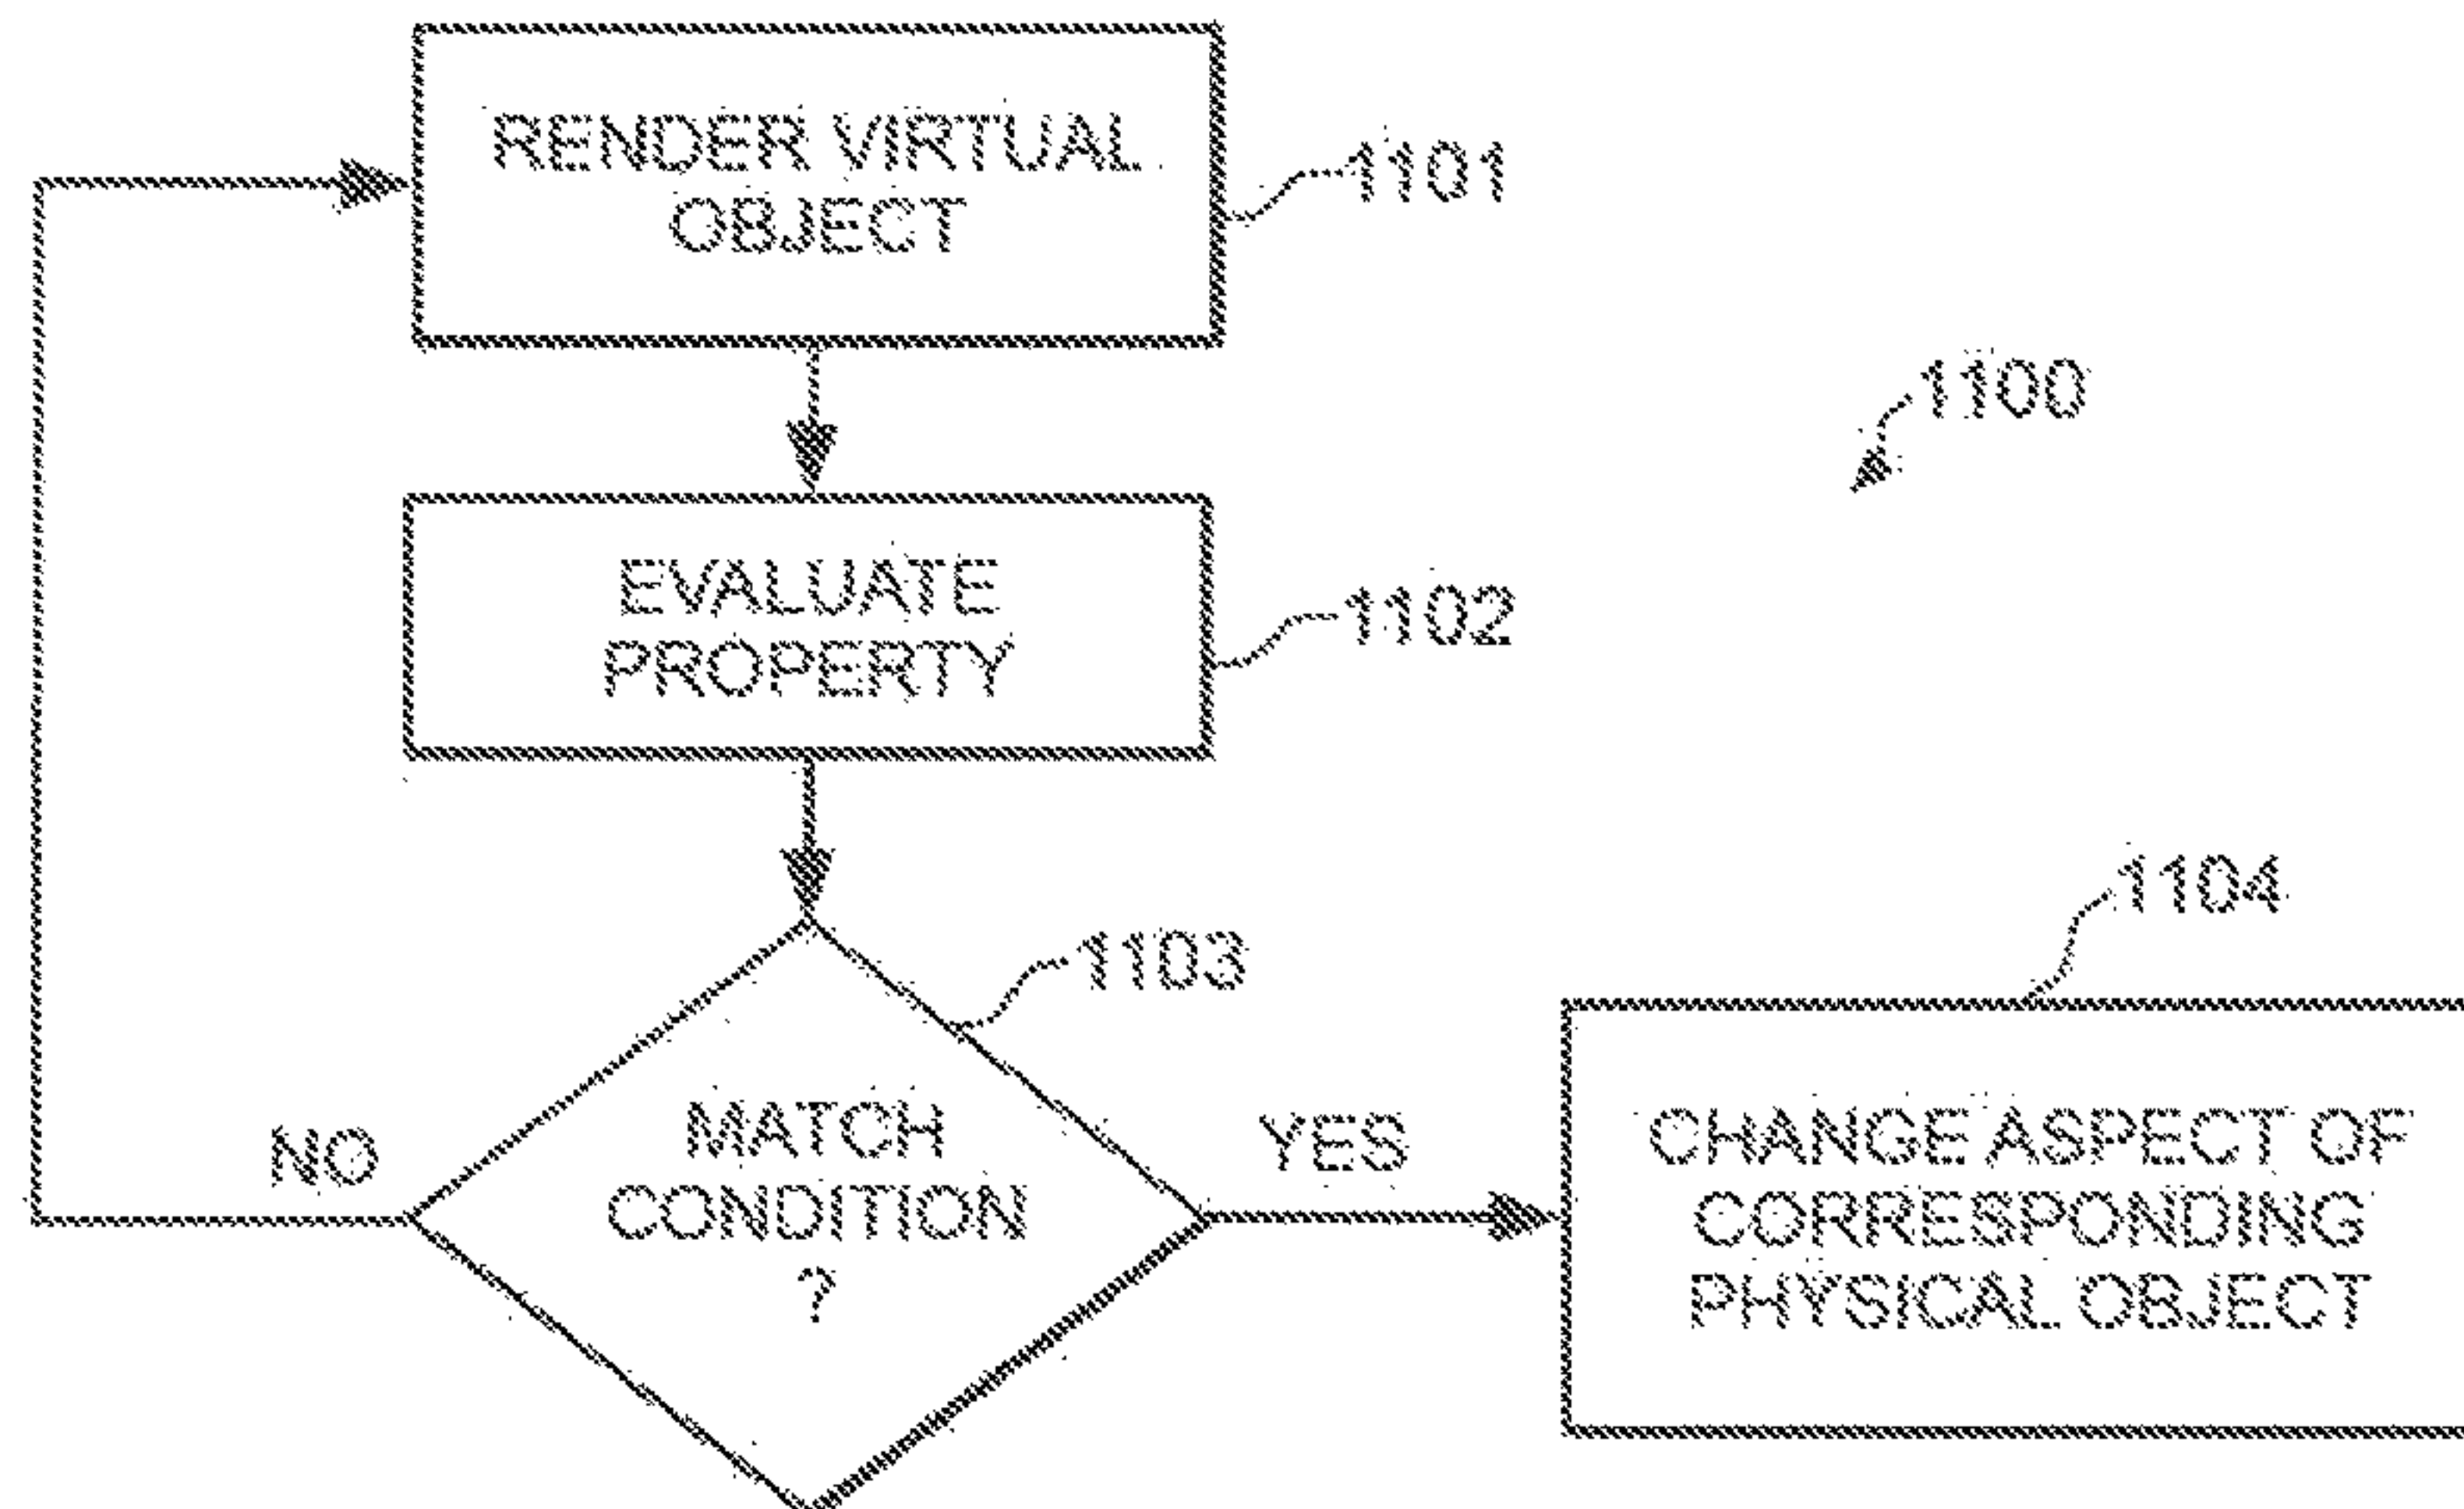 RENDER VIRTUAL
OBJECT
1101
1100
EVALUATE
PROPERTY
1102
1103
1104
MATCH
CONDITION
?
NO
YES
CHANGE ASPECT OF
CORRESPONDING
PHYSICAL OBJECT